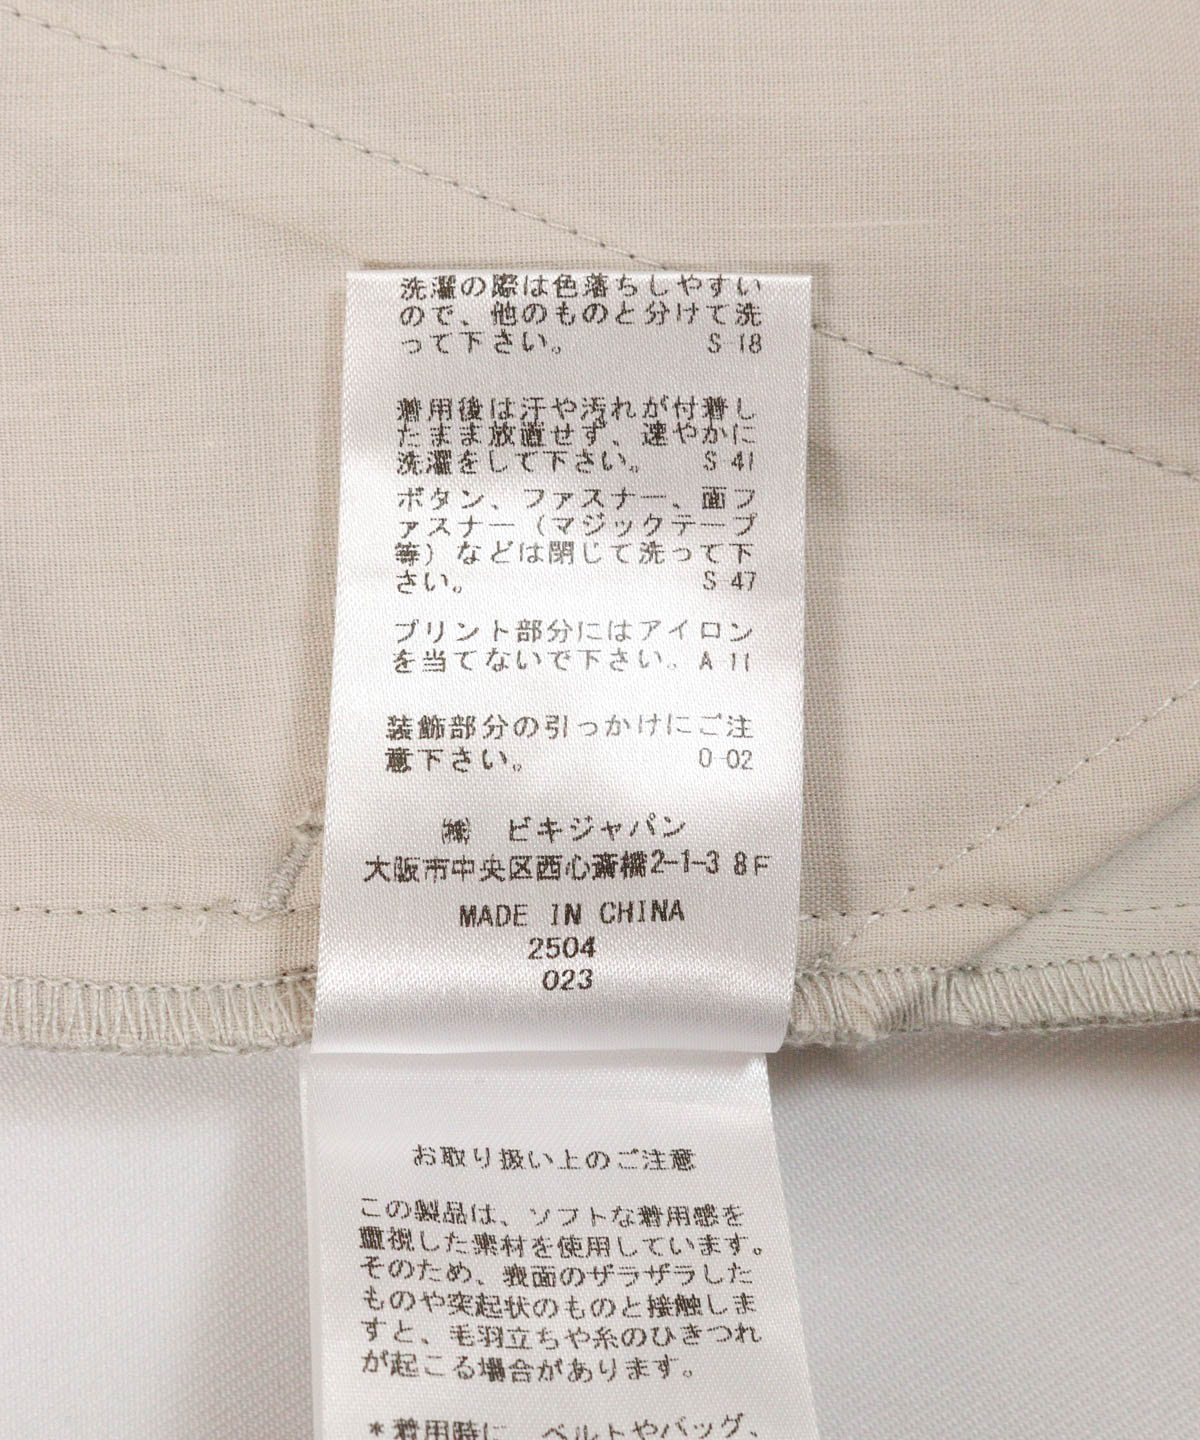 洗濯の際は色落ちしやすい
ので、他のものと分けて洗
って下さい。 S-18
着用後は汗や汚れが付着し
たまま放置せず、速やかに
洗濯をして下さい。 S-41
ボタン、ファスナー、面フ
ァスナー（マジックテープ
等）などは閉じて洗って下
さい。 S-47
プリント部分にはアイロン
を当てないで下さい。A-11
装飾部分の引っかけにご注
意下さい。 O-02
㈱ ビキジャパン
大阪市中央区西心斎橋2-1-3 8F
MADE IN CHINA
2504
023
お取り扱い上のご注意
この製品は、ソフトな着用感を
重視した素材を使用しています。
そのため、表面のザラザラした
ものや突起状のものと接触しま
すと、毛羽立ちや糸のひきつれ
が起こる場合があります。
*着用時に、ベルトやバッグ、